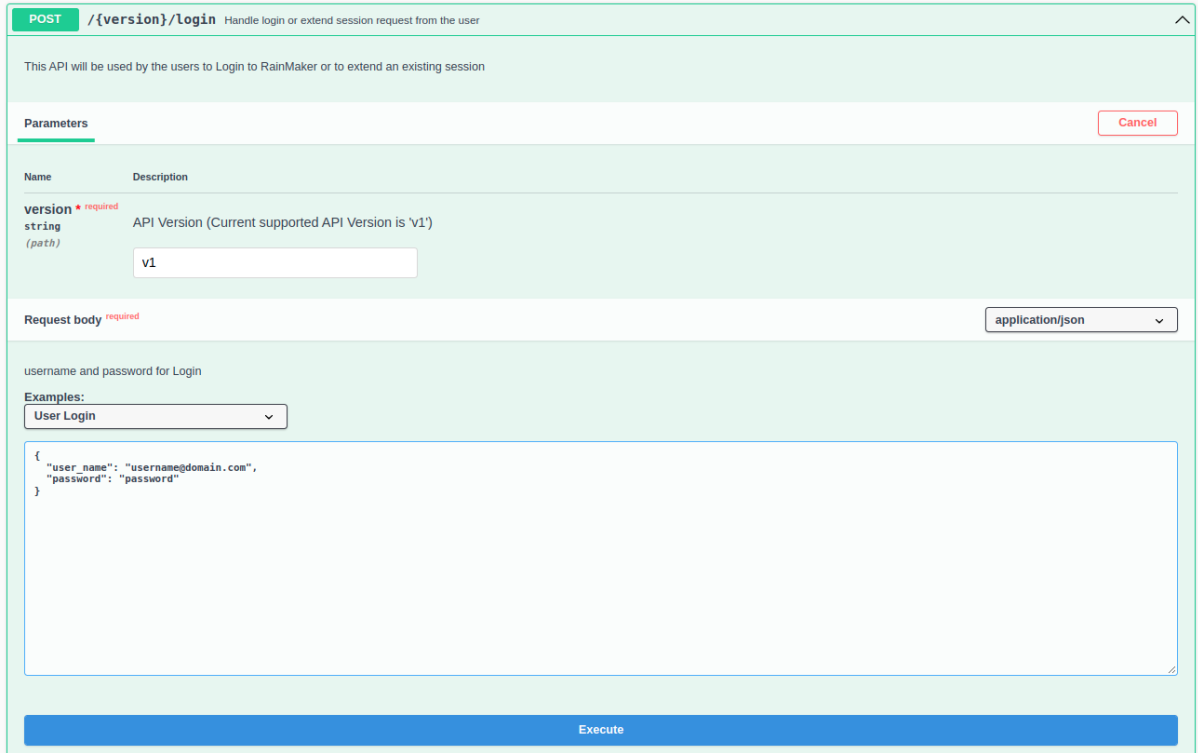 POST /{version}/login Handle login or extend session request from the user
This API will be used by the users to Login to RainMaker or to extend an existing session
Parameters Cancel
Name Description
version * required
string
(path)
API Version (Current supported API Version is 'v1')
v1
Request body required application/json
username and password for Login
Examples:
User Login
{
  "user_name": "username@domain.com",
  "password": "password"
}
Execute